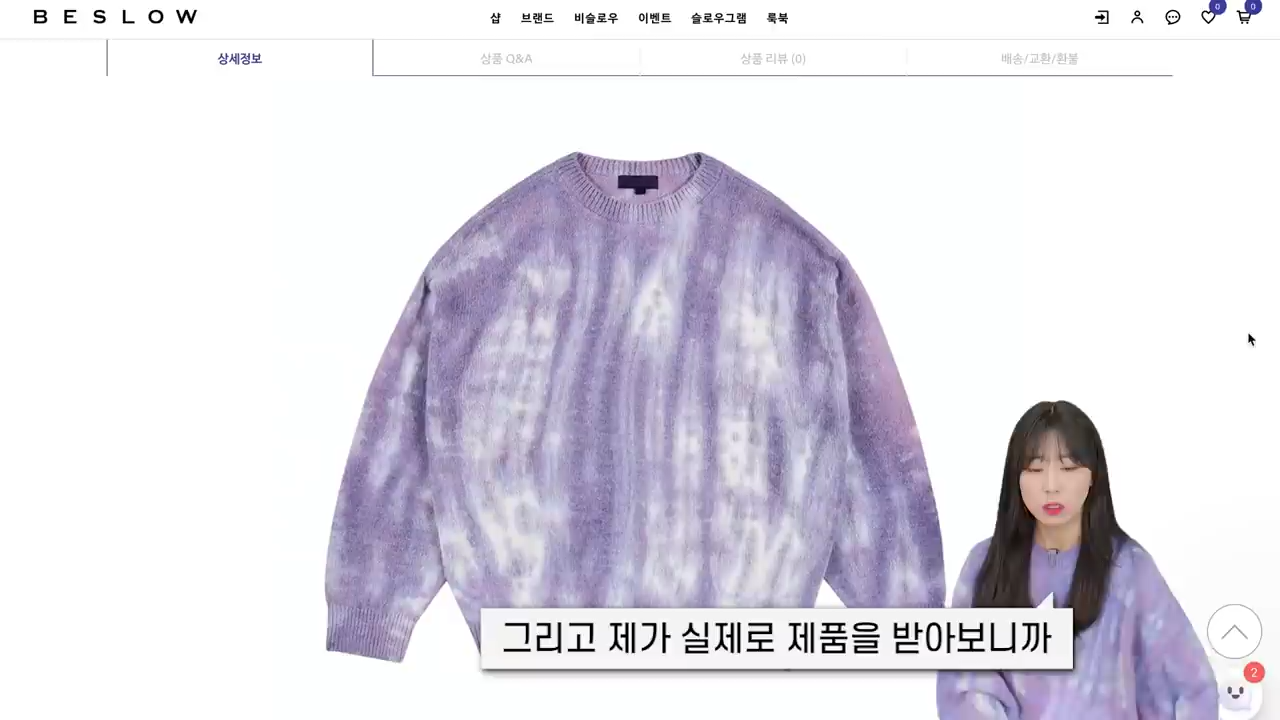 BESLOW
샵 브랜드 비슬로우 이벤트 슬로우그램 룩북
0 0
상세정보 상품 Q&A 상품 리뷰 (0) 배송/교환/환불
그리고 제가 실제로 제품을 받아보니까
2